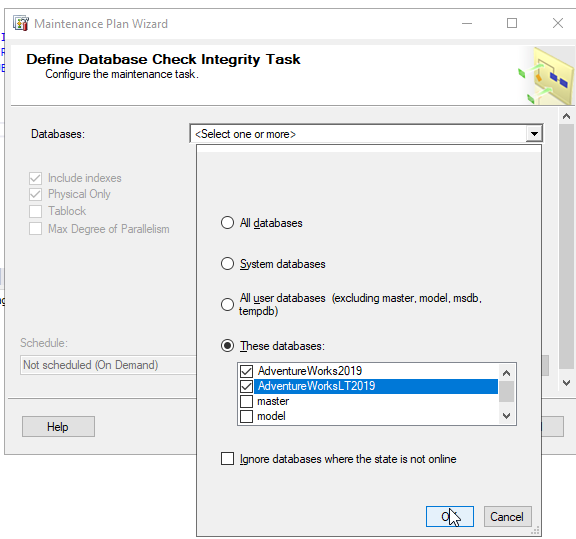 Maintenance Plan Wizard
Define Database Check Integrity Task
Configure the maintenance task.
Databases:
<Select one or more>
Include indexes
Physical Only
Tablock
Max Degree of Parallelism
All databases
System databases
All user databases (excluding master, model, msdb,
tempdb)
These databases:
AdventureWorks2019
AdventureWorksLT2019
master
model
Ignore databases where the state is not online
Schedule:
Not scheduled (On Demand)
Help
Cancel